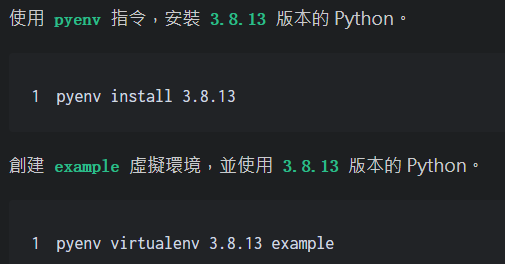 使用 pyenv 指令，安裝 3.8.13 版本的 Python。
1 pyenv install 3.8.13
創建 example 虛擬環境，並使用 3.8.13 版本的 Python。
1 pyenv virtualenv 3.8.13 example